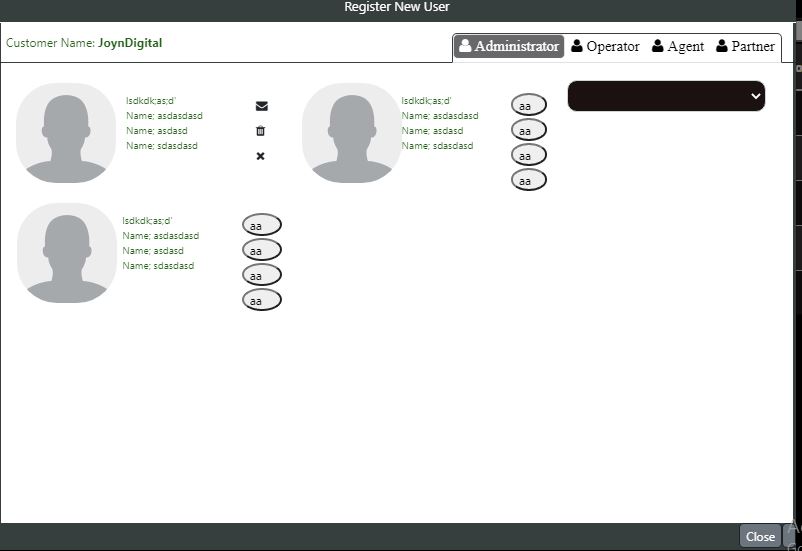 Register New User
Customer Name: JoynDigital
Administrator Operator Agent Partner
lsdkdk;as;d'
Name; asdasdasd
Name; asdasd
Name; sdasdasd
lsdkdk;as;d'
Name; asdasdasd
Name; asdasd
Name; sdasdasd
aa
aa
aa
aa
lsdkdk;as;d'
Name; asdasdasd
Name; asdasd
Name; sdasdasd
aa
aa
aa
aa
Close